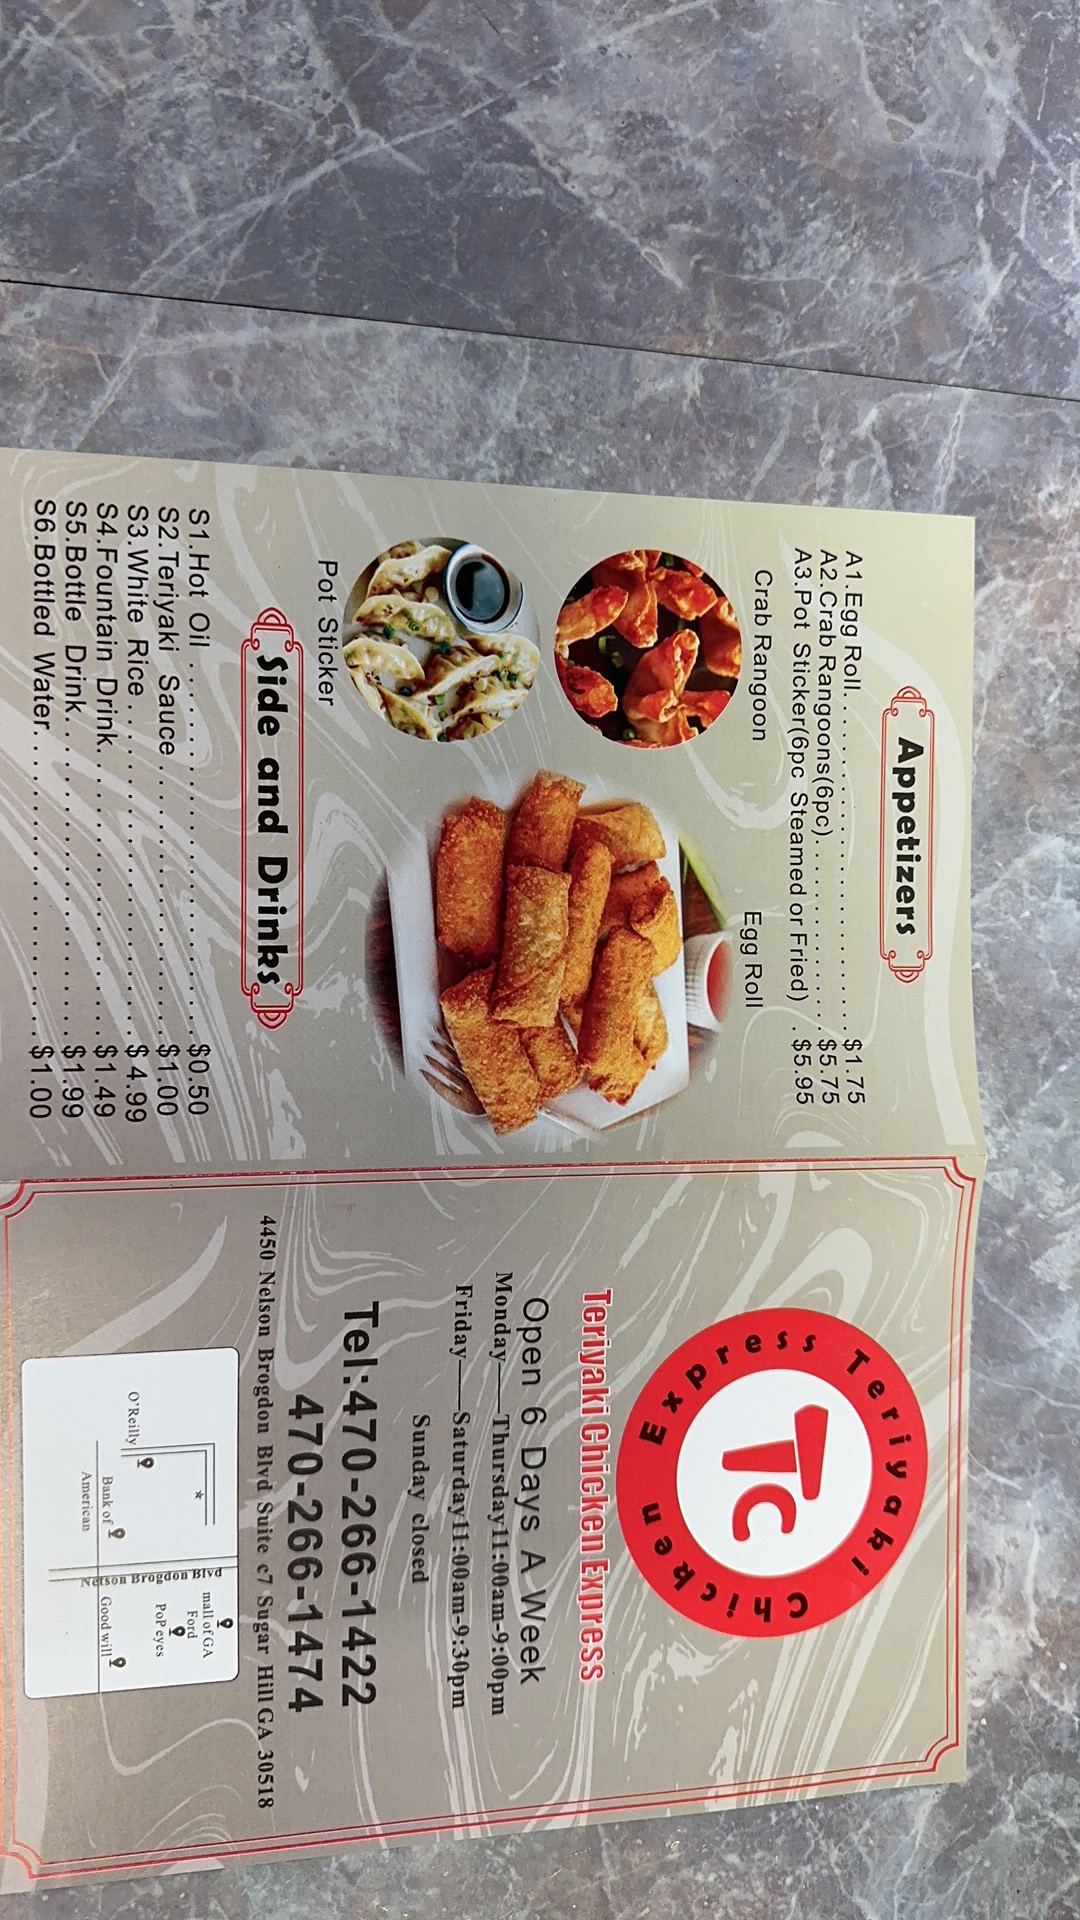 Appetizers
A1.Egg Roll. . . . . . . . . . . . . . . . . . . . . . . $1.75
A2.Crab Rangoons(6pc). . . . . . . . . . . . $5.75
A3.Pot Sticker(6pc Steamed or Fried) . $5.95
Crab Rangoon
Egg Roll
Pot Sticker
Side and Drinks
S1.Hot Oil . . . . . . . . . . . . . . . . . . . . . . $0.50
S2.Teriyaki Sauce . . . . . . . . . . . . . . . . $1.00
S3.White Rice . . . . . . . . . . . . . . . . . . . $4.99
S4.Fountain Drink. . . . . . . . . . . . . . . . . $1.49
S5.Bottle Drink. . . . . . . . . . . . . . . . . . . $1.99
S6.Bottled Water. . . . . . . . . . . . . . . . . . $1.00
Teriyaki Chicken Express
Tc
Teriyaki Chicken Express
Open 6 Days A Week
Monday——Thursday11:00am-9:00pm
Friday——Saturday11:00am-9:30pm
Sunday closed
Tel:470-266-1422
470-266-1474
4450 Nelson Brogdon Blvd Suite c7 Sugar Hill GA 30518
mall of GA
Ford
PoP eyes
O'Reilly
Bank of
American
Nelson Brogdon Blvd
Good will